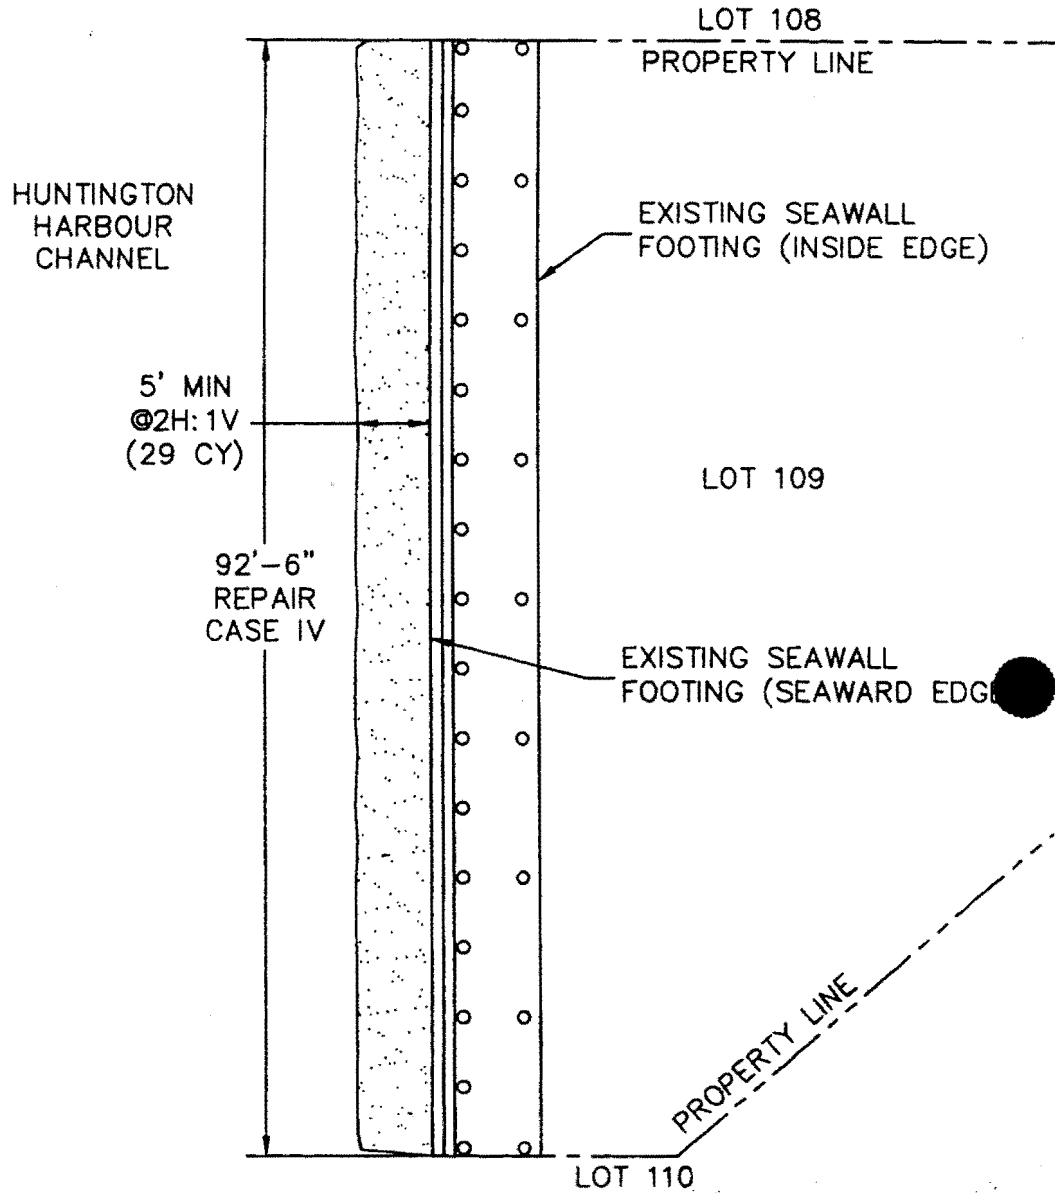 LOT 108
PROPERTY LINE
HUNTINGTON
HARBOUR
CHANNEL
EXISTING SEAWALL
FOOTING (INSIDE EDGE)
5' MIN
@2H:1V
(29 CY)
LOT 109
92'-6"
REPAIR
CASE IV
EXISTING SEAWALL
FOOTING (SEAWARD
PROPERTY LINE
LOT 110